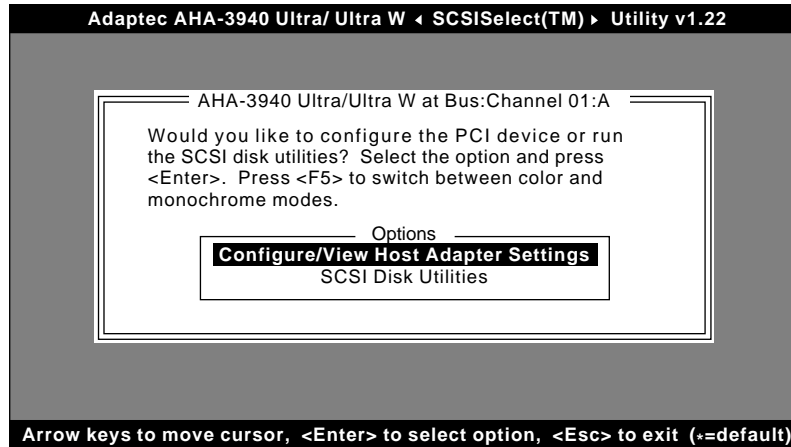 Adaptec AHA-3940 Ultra/ Ultra W ◂ SCSISelect(TM) ▸ Utility v1.22
AHA-3940 Ultra/Ultra W at Bus:Channel 01:A
Would you like to configure the PCI device or run
the SCSI disk utilities? Select the option and press
<Enter>. Press <F5> to switch between color and
monochrome modes.
Options
Configure/View Host Adapter Settings
SCSI Disk Utilities
Arrow keys to move cursor, <Enter> to select option, <Esc> to exit (*=default)